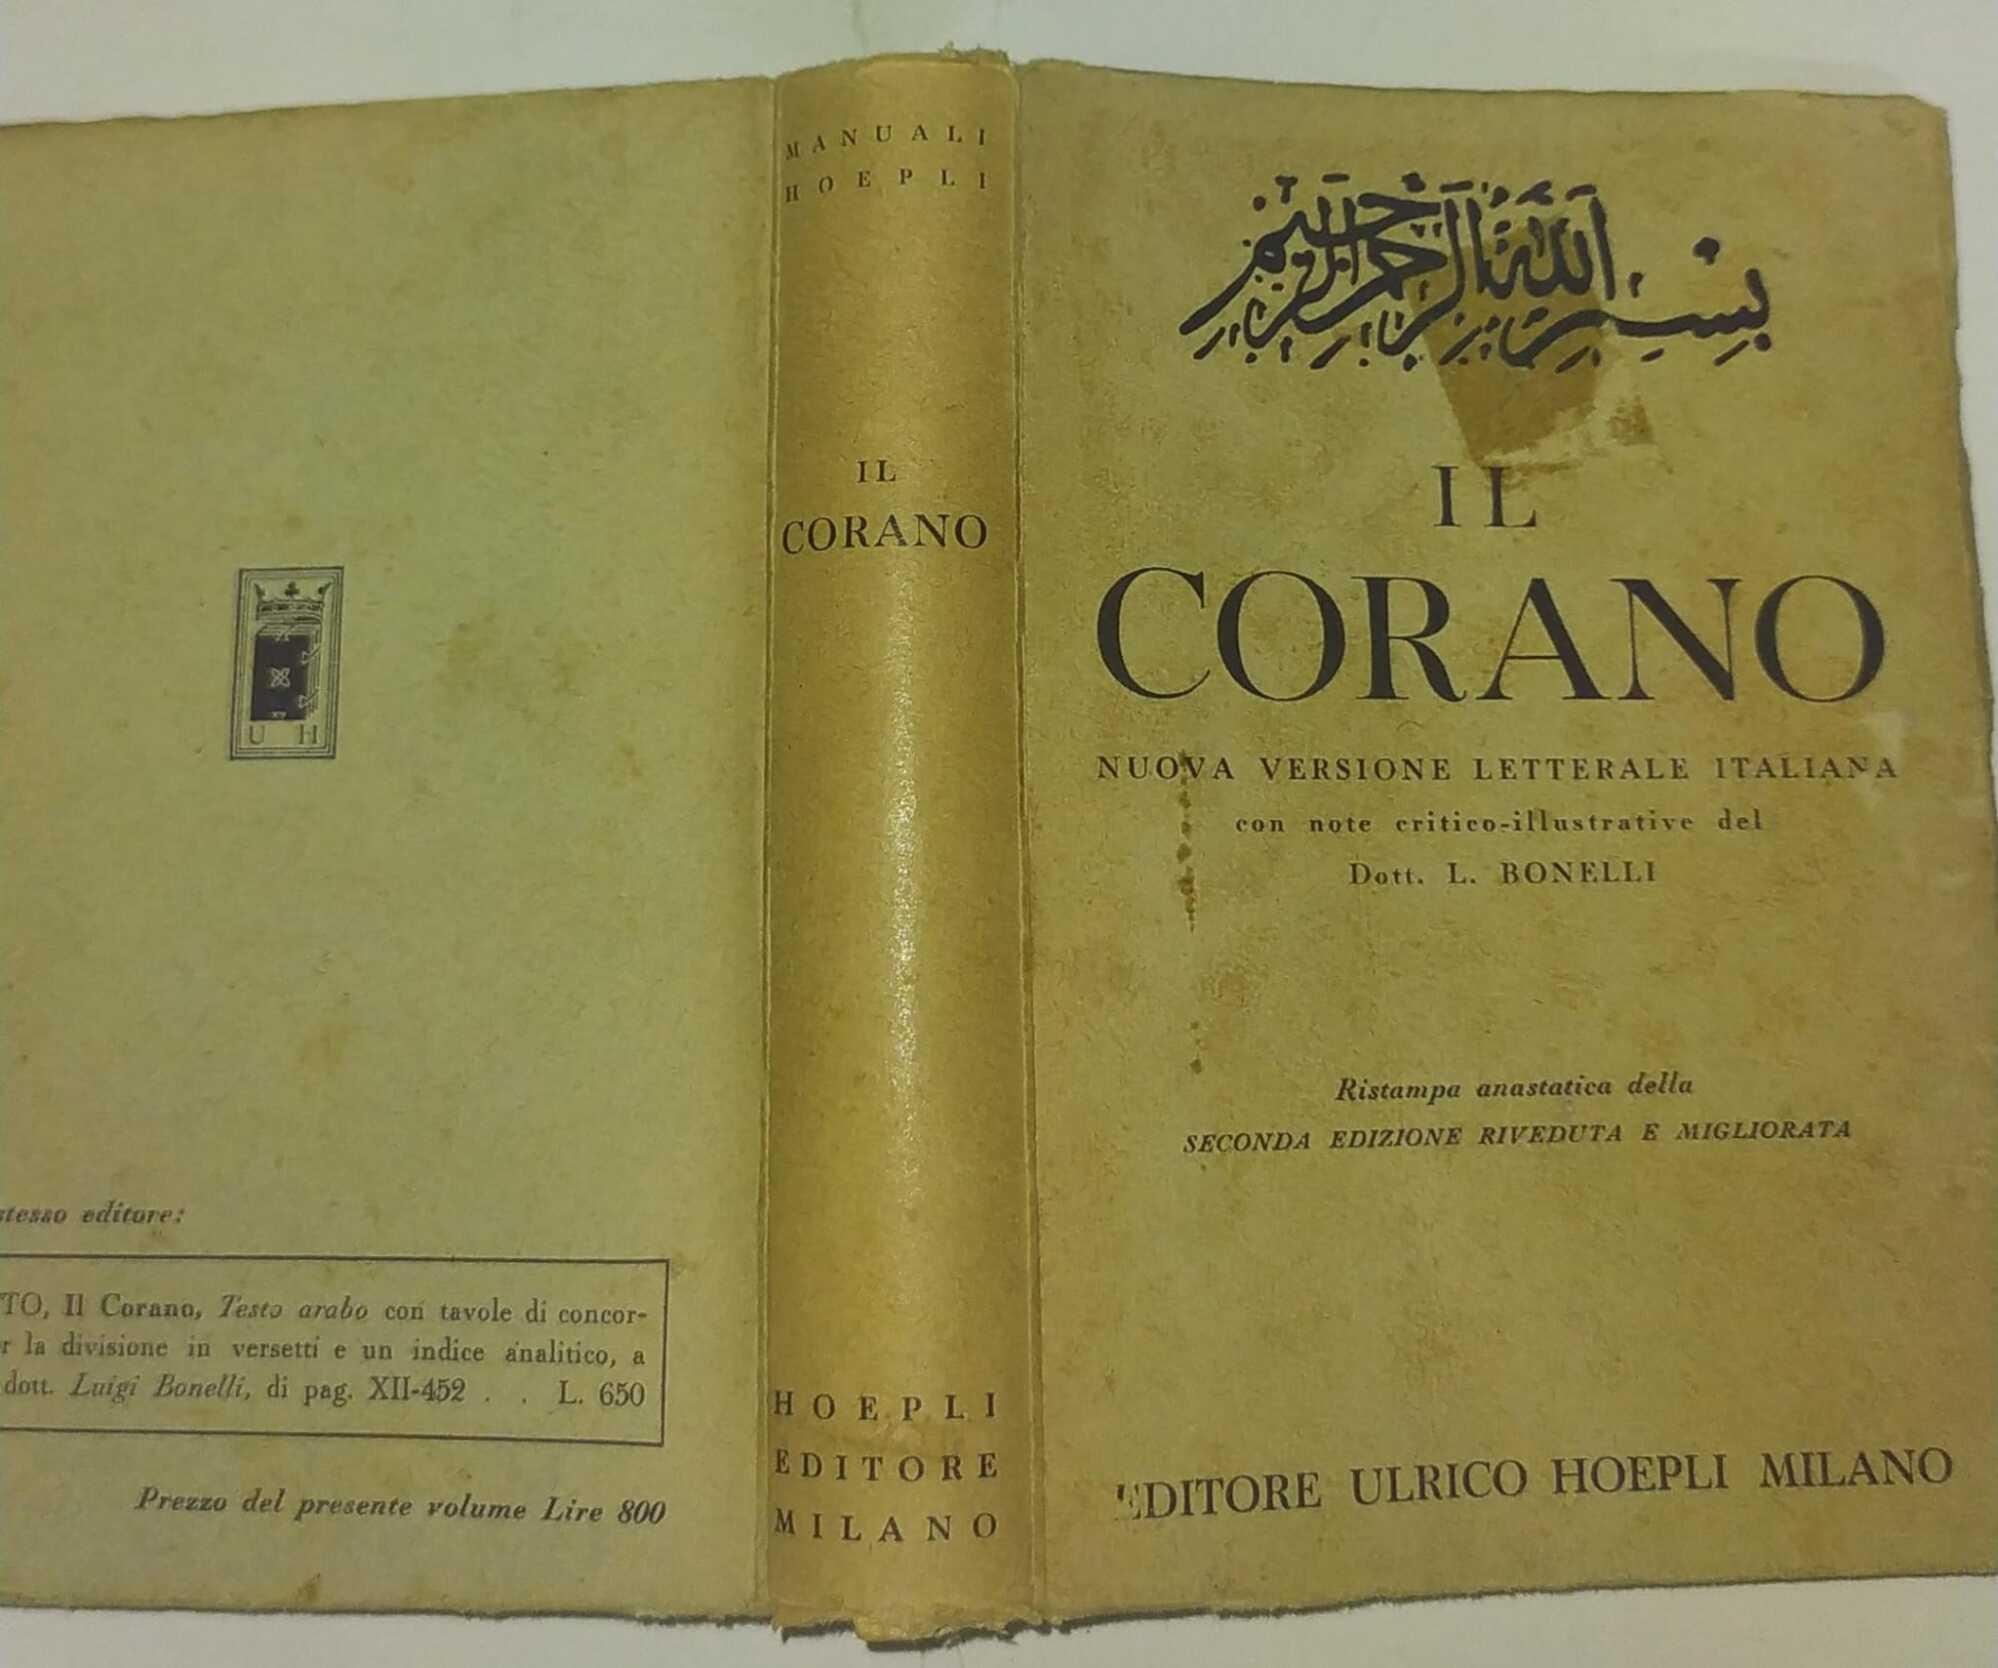 بسم الله الرحمن الرحيم
IL
CORANO
NUOVA VERSIONE LETTERALE ITALIANA
con note critico-illustrative del
Dott. L. BONELLI
Ristampa anastatica della
SECONDA EDIZIONE RIVEDUTA E MIGLIORATA
EDITORE ULRICO HOEPLI MILANO
MANUALI
HOEPLI
IL
CORANO
HOEPLI
EDITORE
MILANO
U H
stesso editore:
TO, Il Corano, Testo arabo con tavole di concor-
r la divisione in versetti e un indice analitico, a
dott. Luigi Bonelli, di pag. XII-452 . . L. 650
Prezzo del presente volume Lire 800